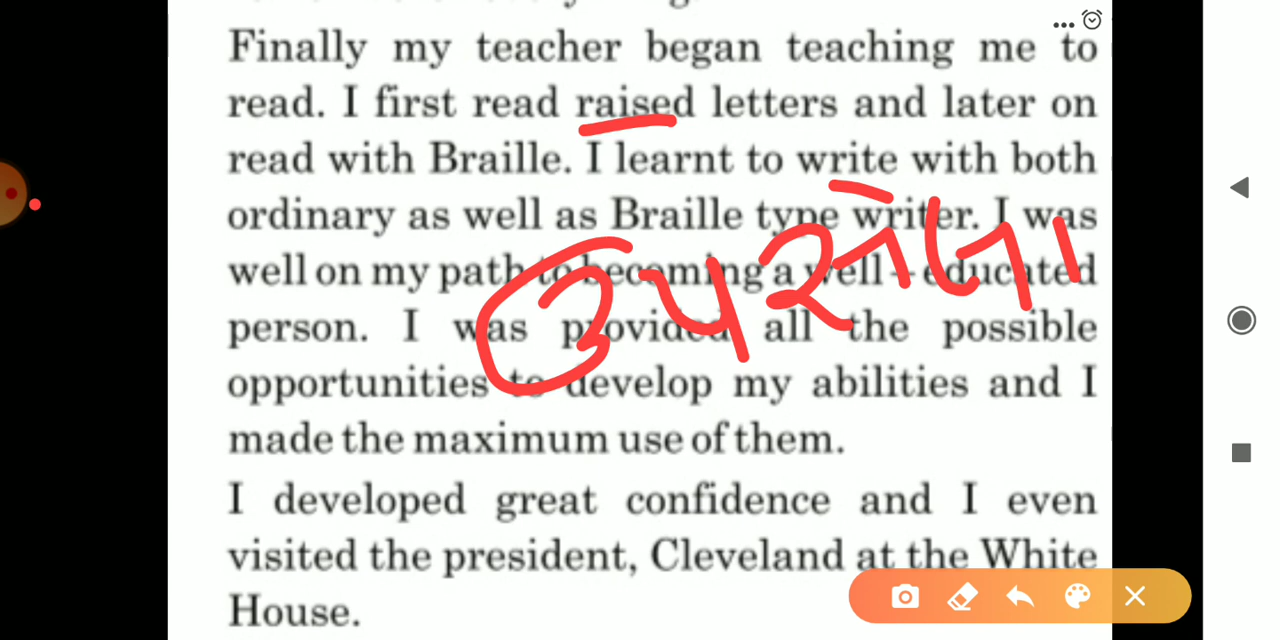 Finally my teacher began teaching me to
read. I first read raised letters and later on
read with Braille. I learnt to write with both
ordinary as well as Braille type writer. I was
well on my path to becoming a well - educated
person. I was provided all the possible
opportunities to develop my abilities and I
made the maximum use of them.
I developed great confidence and I even
visited the president, Cleveland at the White
House.